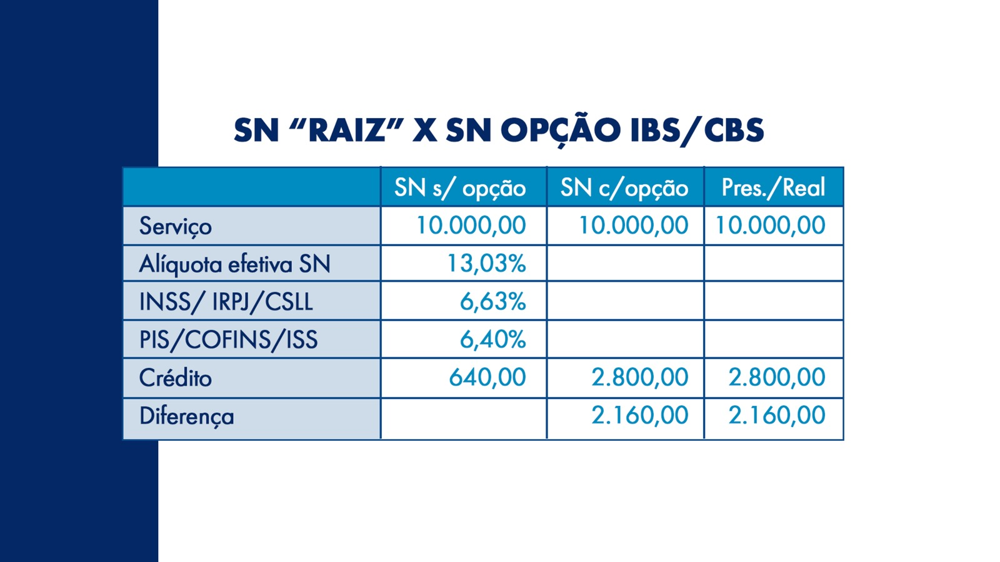 SN “RAIZ” X SN OPÇÃO IBS/CBS
SN s/ opção SN c/opção Pres./Real
Serviço 10.000,00 10.000,00 10.000,00
Alíquota efetiva SN 13,03%
INSS/ IRPJ/CSLL 6,63%
PIS/COFINS/ISS 6,40%
Crédito 640,00 2.800,00 2.800,00
Diferença 2.160,00 2.160,00